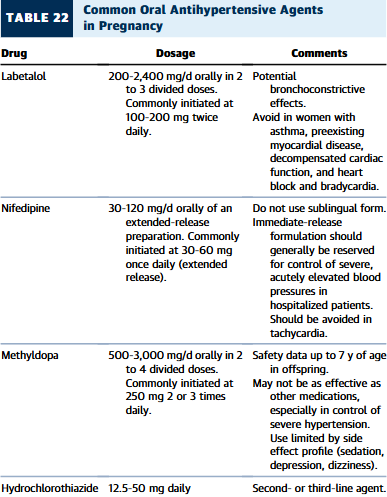 TABLE 22
Common Oral Antihypertensive Agents
in Pregnancy
Drug
Dosage
Comments
Labetalol
200-2,400 mg/d orally in 2
to 3 divided doses.
Commonly initiated at
100-200 mg twice
daily.
Potential
bronchoconstrictive
effects.
Avoid in women with
asthma, preexisting
myocardial disease,
decompensated cardiac
function, and heart
block and bradycardia.
Nifedipine
30-120 mg/d orally of an
extended-release
preparation. Commonly
initiated at 30-60 mg
once daily (extended
release).
Do not use sublingual form.
Immediate-release
formulation should
generally be reserved
for control of severe,
acutely elevated blood
pressures in
hospitalized patients.
Should be avoided in
tachycardia.
Methyldopa
500-3,000 mg/d orally in 2
to 4 divided doses.
Commonly initiated at
250 mg 2 or 3 times
daily.
Safety data up to 7 y of age
in offspring.
May not be as effective as
other medications,
especially in control of
severe hypertension.
Use limited by side
effect profile (sedation,
depression, dizziness).
Hydrochlorothiazide
12.5-50 mg daily
Second- or third-line agent.